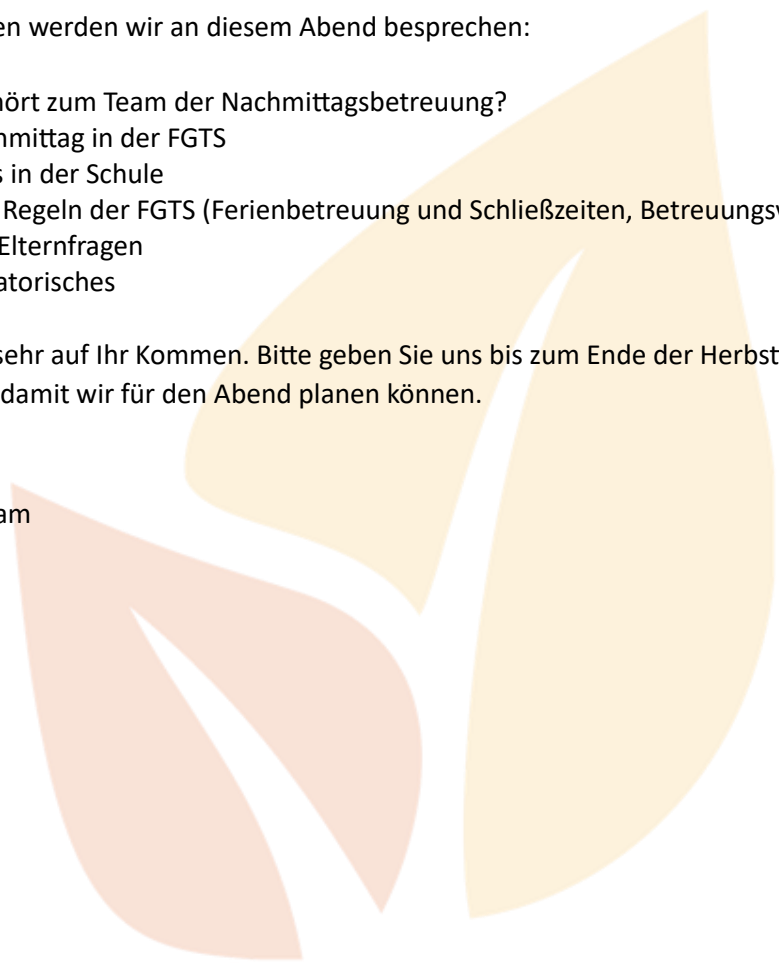 en werden wir an diesem Abend besprechen:
hört zum Team der Nachmittagsbetreuung?
hmittag in der FGTS
s in der Schule
Regeln der FGTS (Ferienbetreuung und Schließzeiten, Betreuungsv
Elternfragen
atorisches
sehr auf Ihr Kommen. Bitte geben Sie uns bis zum Ende der Herbst
damit wir für den Abend planen können.
am